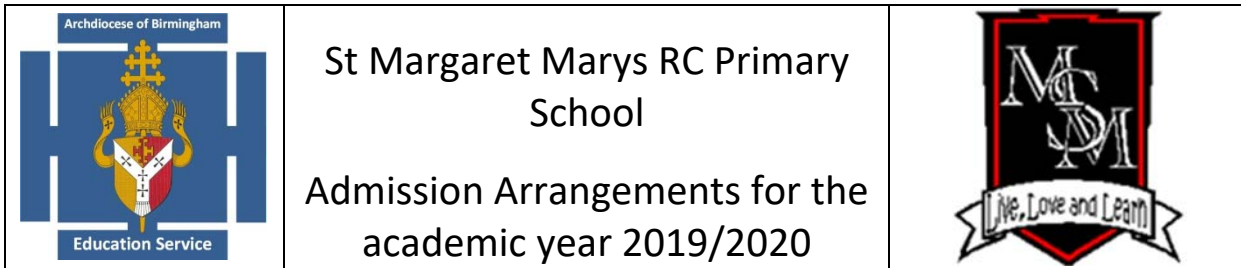 Archdiocese of Birmingham
Education Service
St Margaret Marys RC Primary
School
Admission Arrangements for the
academic year 2019/2020
MSM
Live, Love and Learn